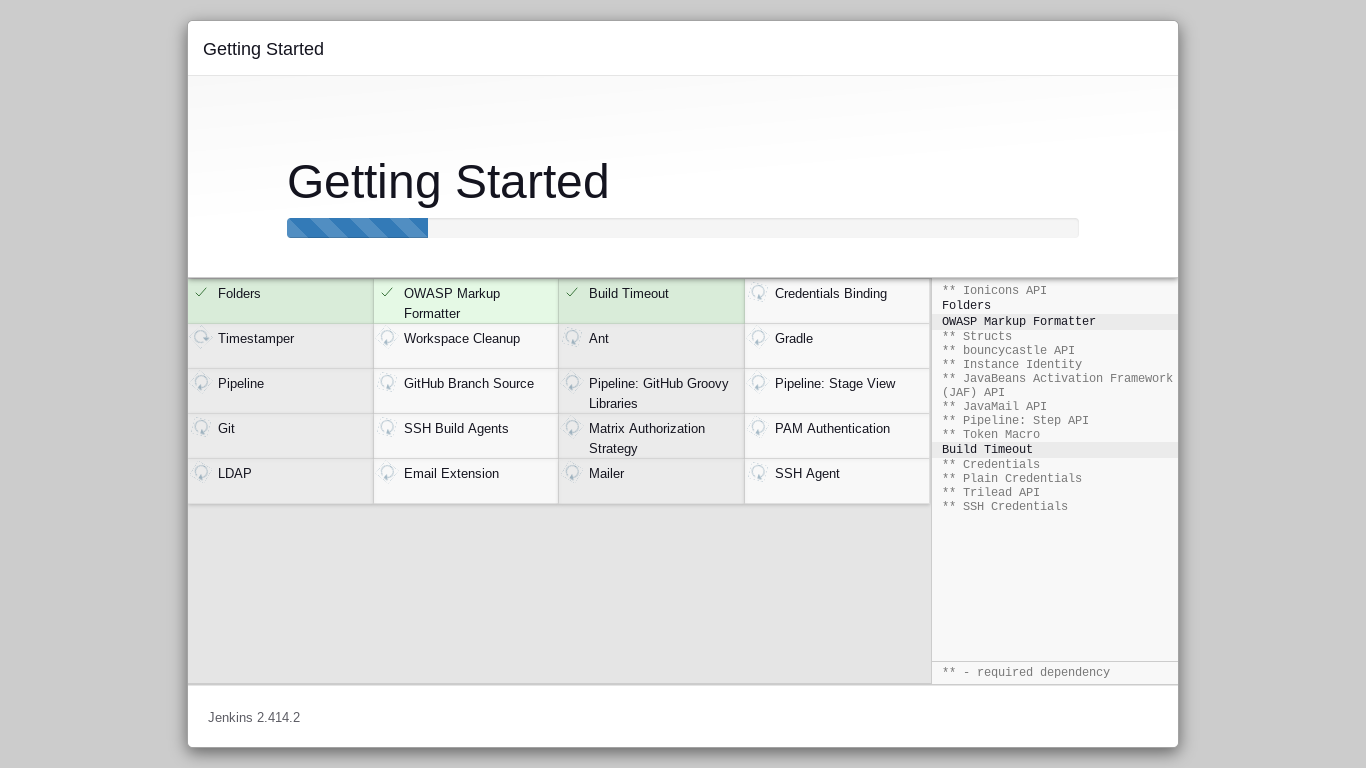 Getting Started
Getting Started
Folders
OWASP Markup
Formatter
Build Timeout
Credentials Binding
Timestamper
Workspace Cleanup
Ant
Gradle
Pipeline
GitHub Branch Source
Pipeline: GitHub Groovy
Libraries
Pipeline: Stage View
Git
SSH Build Agents
Matrix Authorization
Strategy
PAM Authentication
LDAP
Email Extension
Mailer
SSH Agent
** Ionicons API
Folders
OWASP Markup Formatter
** Structs
** bouncycastle API
** Instance Identity
** JavaBeans Activation Framework
(JAF) API
** JavaMail API
** Pipeline: Step API
** Token Macro
Build Timeout
** Credentials
** Plain Credentials
** Trilead API
** SSH Credentials
** - required dependency
Jenkins 2.414.2